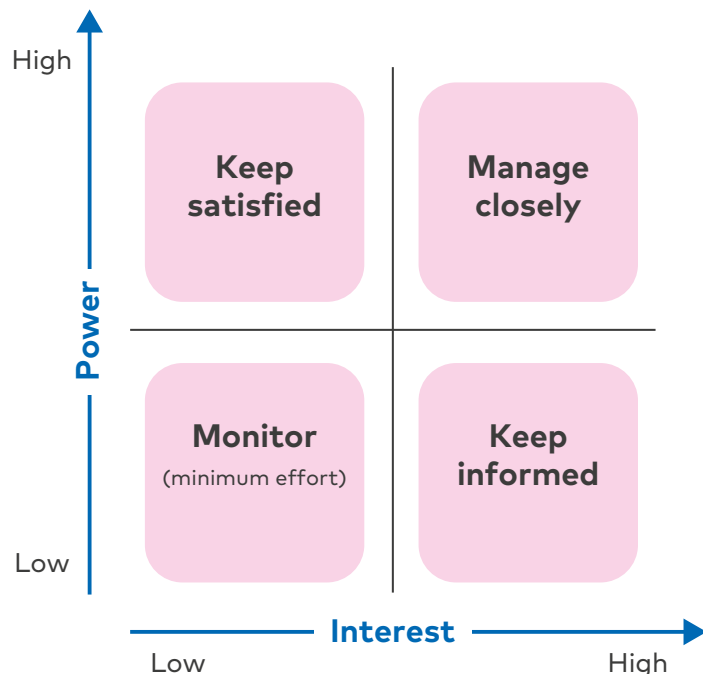 High
Keep
satisfied
Manage
closely
Power
Monitor
(minimum effort)
Keep
informed
Low
Interest
Low
High